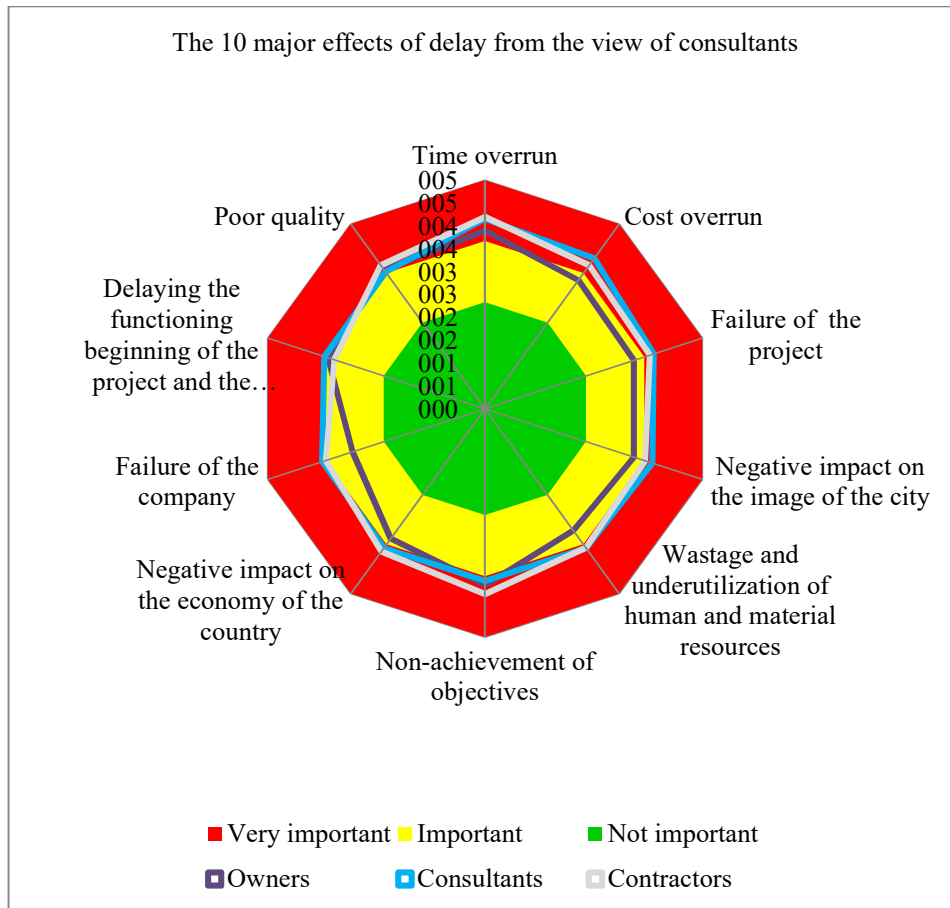 The 10 major effects of delay from the view of consultants
Time overrun
005
005
004
004
003
003
002
002
001
001
000
Cost overrun
Failure of the
project
Negative impact on
the image of the city
Wastage and
underutilization of
human and material
resources
Non-achievement of
objectives
Negative impact on
the economy of the
country
Failure of the
company
Delaying the
functioning
beginning of the
project and the…
Poor quality
Very important
Important
Not important
Owners
Consultants
Contractors